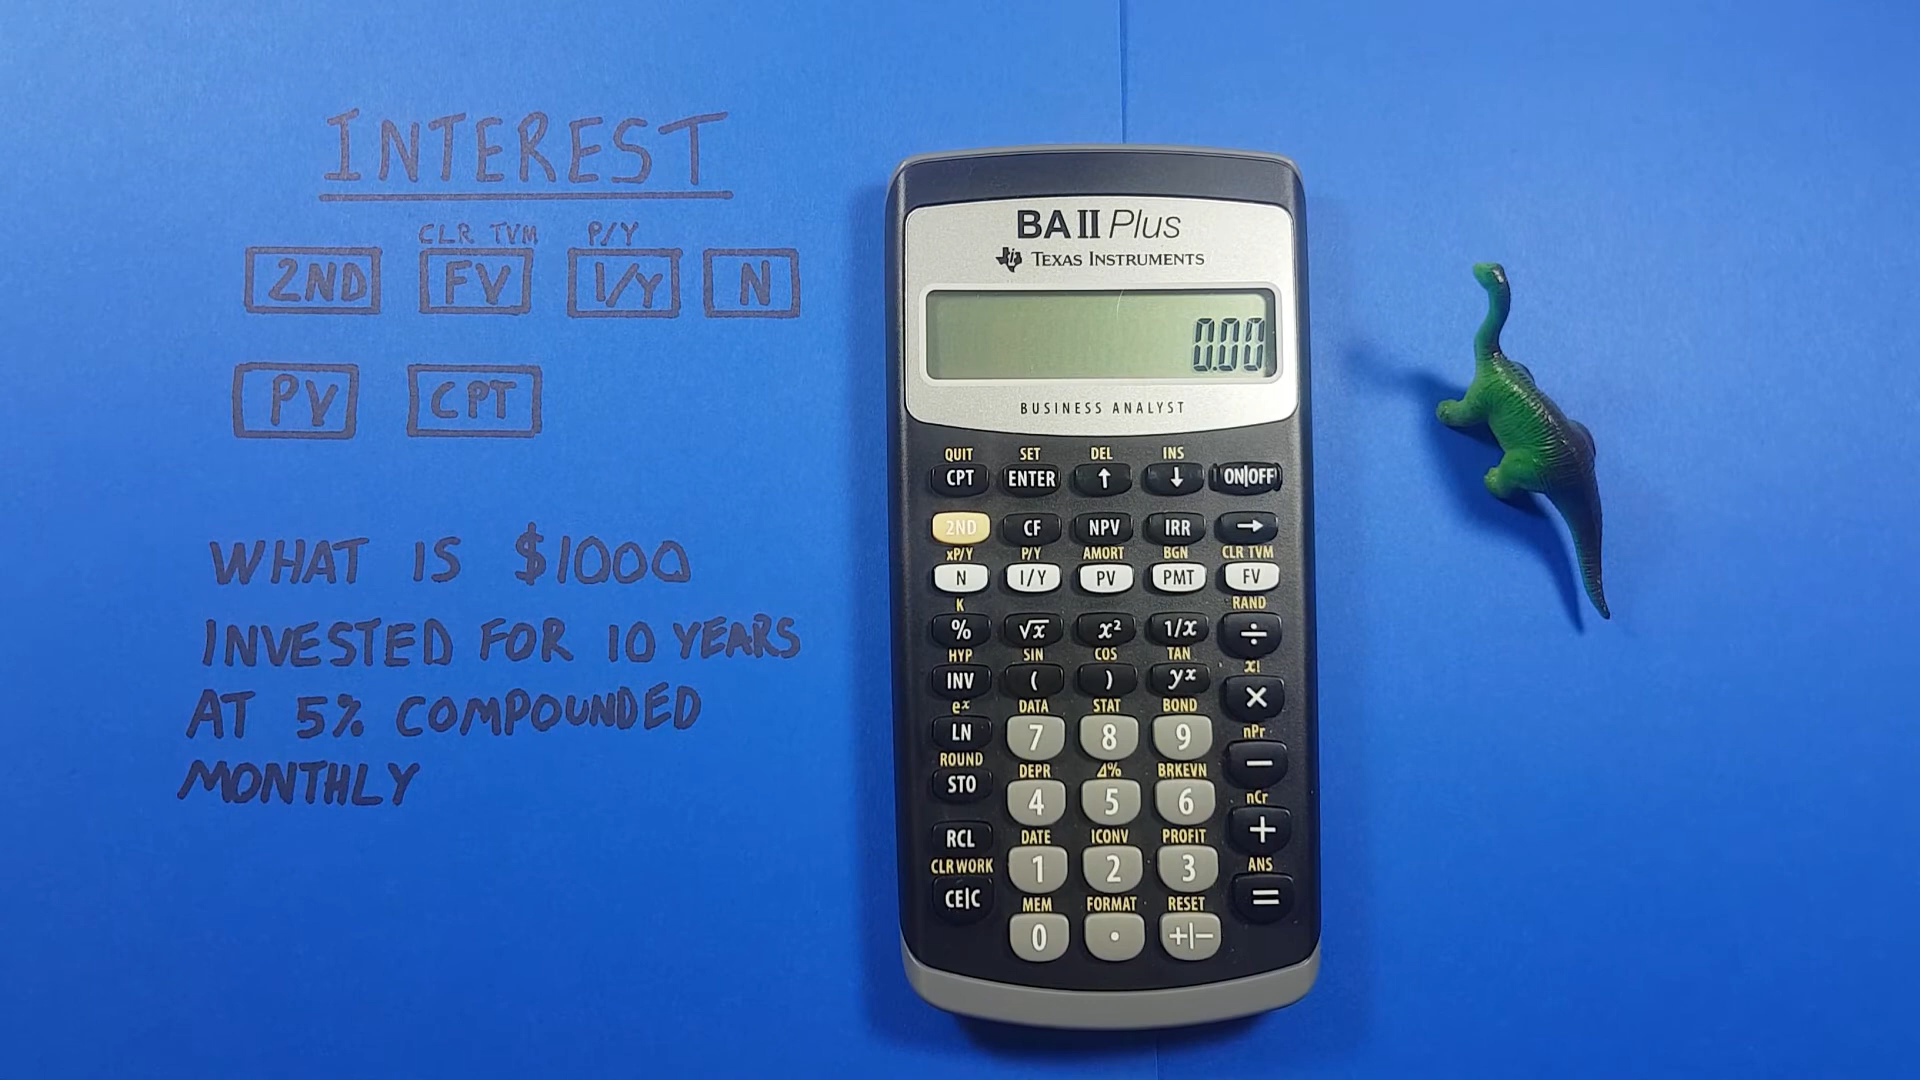 INTEREST
CLR TVM P/Y
2ND FV I/Y N
PV CPT
WHAT IS $1000
INVESTED FOR 10 YEARS
AT 5% COMPOUNDED
MONTHLY
BA II Plus
TEXAS INSTRUMENTS
0.00
BUSINESS ANALYST
QUIT SET DEL INS
CPT ENTER ↑ ↓ ON|OFF
2ND CF NPV IRR →
xP/Y P/Y AMORT BGN CLR TVM
N I/Y PV PMT FV
K RAND
% √x x² 1/x ÷
HYP SIN COS TAN x!
INV ( ) yˣ ×
eˣ DATA STAT BOND nPr
LN 7 8 9 −
ROUND DEPR Δ% BRKEVN nCr
STO 4 5 6 +
DATE ICONV PROFIT ANS
RCL 1 2 3 =
CLR WORK MEM FORMAT RESET
CE|C 0 . +|−